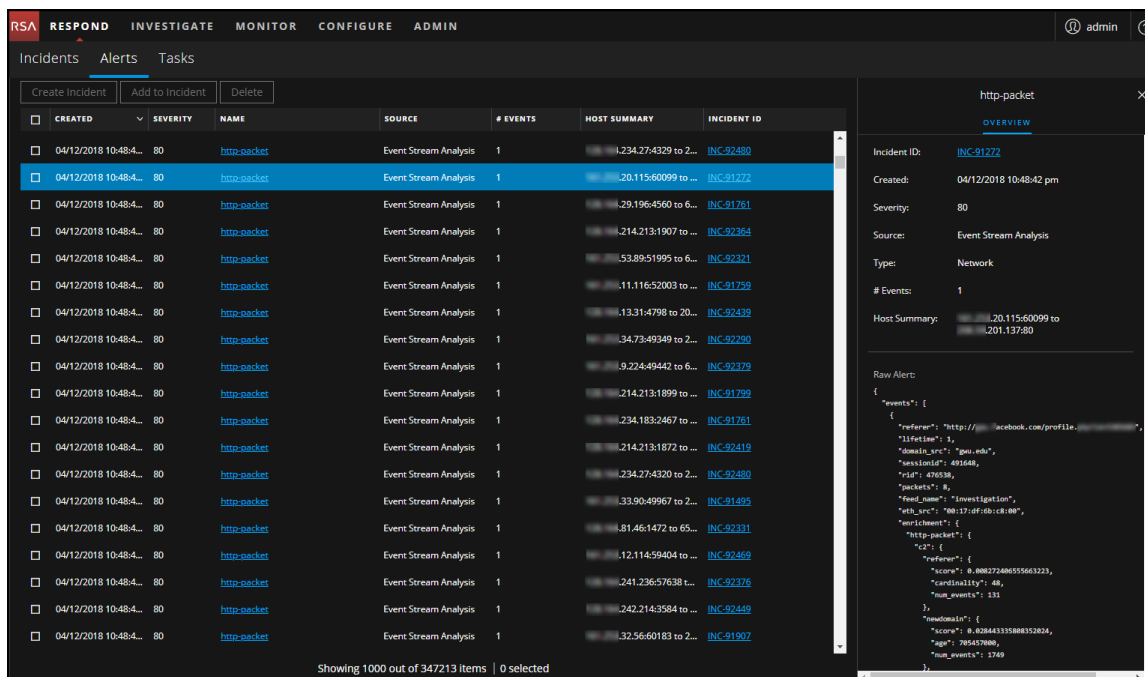 RSA RESPOND INVESTIGATE MONITOR CONFIGURE ADMIN admin
Incidents Alerts Tasks
Create Incident Add to Incident Delete
CREATED SEVERITY NAME SOURCE # EVENTS HOST SUMMARY INCIDENT ID
04/12/2018 10:48:4... 80 http-packet Event Stream Analysis 1 .234.27:4329 to 2... INC-92480
04/12/2018 10:48:4... 80 http-packet Event Stream Analysis 1 .20.115:60099 to ... INC-91272
04/12/2018 10:48:4... 80 http-packet Event Stream Analysis 1 .29.196:4560 to 6... INC-91761
04/12/2018 10:48:4... 80 http-packet Event Stream Analysis 1 .214.213:1907 to ... INC-92364
04/12/2018 10:48:4... 80 http-packet Event Stream Analysis 1 .53.89:51995 to 6... INC-92321
04/12/2018 10:48:4... 80 http-packet Event Stream Analysis 1 .11.116:52003 to ... INC-91759
04/12/2018 10:48:4... 80 http-packet Event Stream Analysis 1 .13.31:4798 to 20... INC-92439
04/12/2018 10:48:4... 80 http-packet Event Stream Analysis 1 .34.73:49349 to 2... INC-92290
04/12/2018 10:48:4... 80 http-packet Event Stream Analysis 1 .9.224:49442 to 6... INC-92379
04/12/2018 10:48:4... 80 http-packet Event Stream Analysis 1 .214.213:1899 to ... INC-91799
04/12/2018 10:48:4... 80 http-packet Event Stream Analysis 1 .234.183:2467 to ... INC-91761
04/12/2018 10:48:4... 80 http-packet Event Stream Analysis 1 .214.213:1872 to ... INC-92419
04/12/2018 10:48:4... 80 http-packet Event Stream Analysis 1 .234.27:4320 to 2... INC-92480
04/12/2018 10:48:4... 80 http-packet Event Stream Analysis 1 .33.90:49967 to 2... INC-91495
04/12/2018 10:48:4... 80 http-packet Event Stream Analysis 1 .81.46:1472 to 65... INC-92331
04/12/2018 10:48:4... 80 http-packet Event Stream Analysis 1 .12.114:59404 to ... INC-92469
04/12/2018 10:48:4... 80 http-packet Event Stream Analysis 1 .241.236:57638 t... INC-92376
04/12/2018 10:48:4... 80 http-packet Event Stream Analysis 1 .242.214:3584 to ... INC-92449
04/12/2018 10:48:4... 80 http-packet Event Stream Analysis 1 .32.56:60183 to 2... INC-91907
Showing 1000 out of 347213 items | 0 selected
http-packet
OVERVIEW
Incident ID: INC-91272
Created: 04/12/2018 10:48:42 pm
Severity: 80
Source: Event Stream Analysis
Type: Network
# Events: 1
Host Summary: .20.115:60099 to
.201.137:80
Raw Alert:
{
"events": [
{
"referer": "http:// acebook.com/profile. ",
"lifetime": 1,
"domain_src": "gwu.edu",
"sessionid": 491648,
"rid": 476538,
"packets": 8,
"feed_name": "investigation",
"eth_src": "00:17:df:6b:c8:00",
"enrichment": {
"http-packet": {
"c2": {
"referer": {
"score": 0.008272406555663223,
"cardinality": 48,
"num_events": 131
},
"newdomain": {
"score": 0.028443335808352024,
"age": 705457000,
"num_events": 1749
},